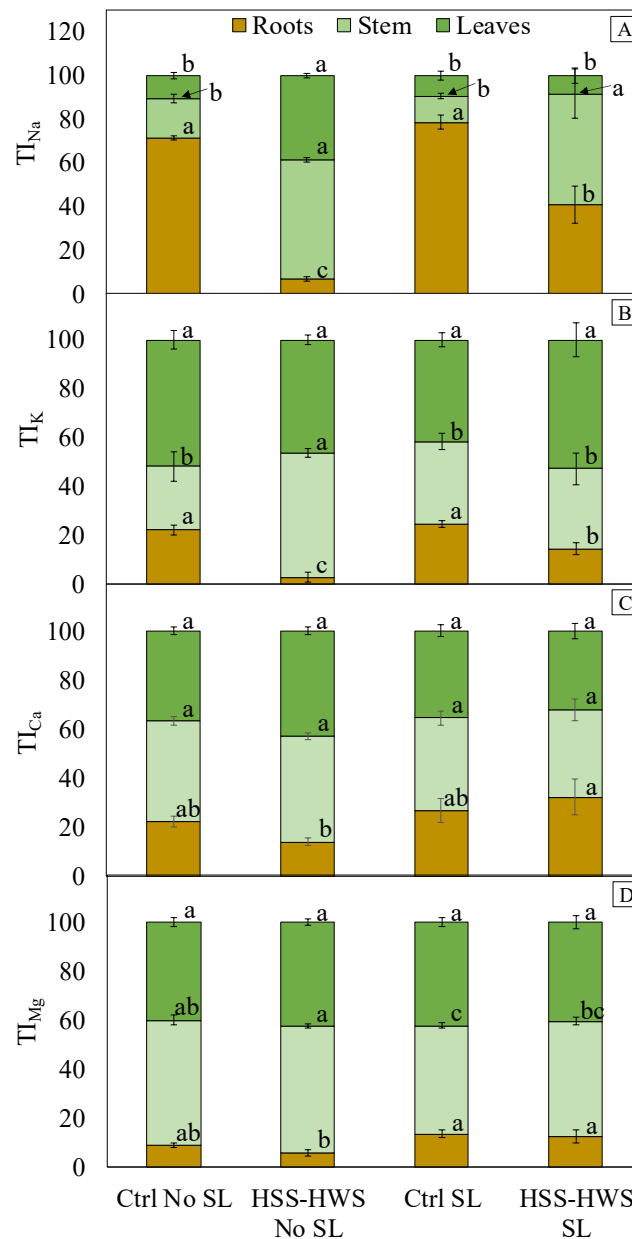 Roots Stem Leaves
A
120
100
80
60
40
20
0
TI_Na
b b a
a a c
b b a
b a b
B
100
80
60
40
20
0
TI_K
a b a
a a c
a b a
a b b
C
100
80
60
40
20
0
TI_Ca
a a ab
a a b
a a ab
a a a
D
100
80
60
40
20
0
TI_Mg
a ab ab
a a b
a c a
a bc a
Ctrl No SL HSS-HWS Ctrl SL HSS-HWS
No SL SL